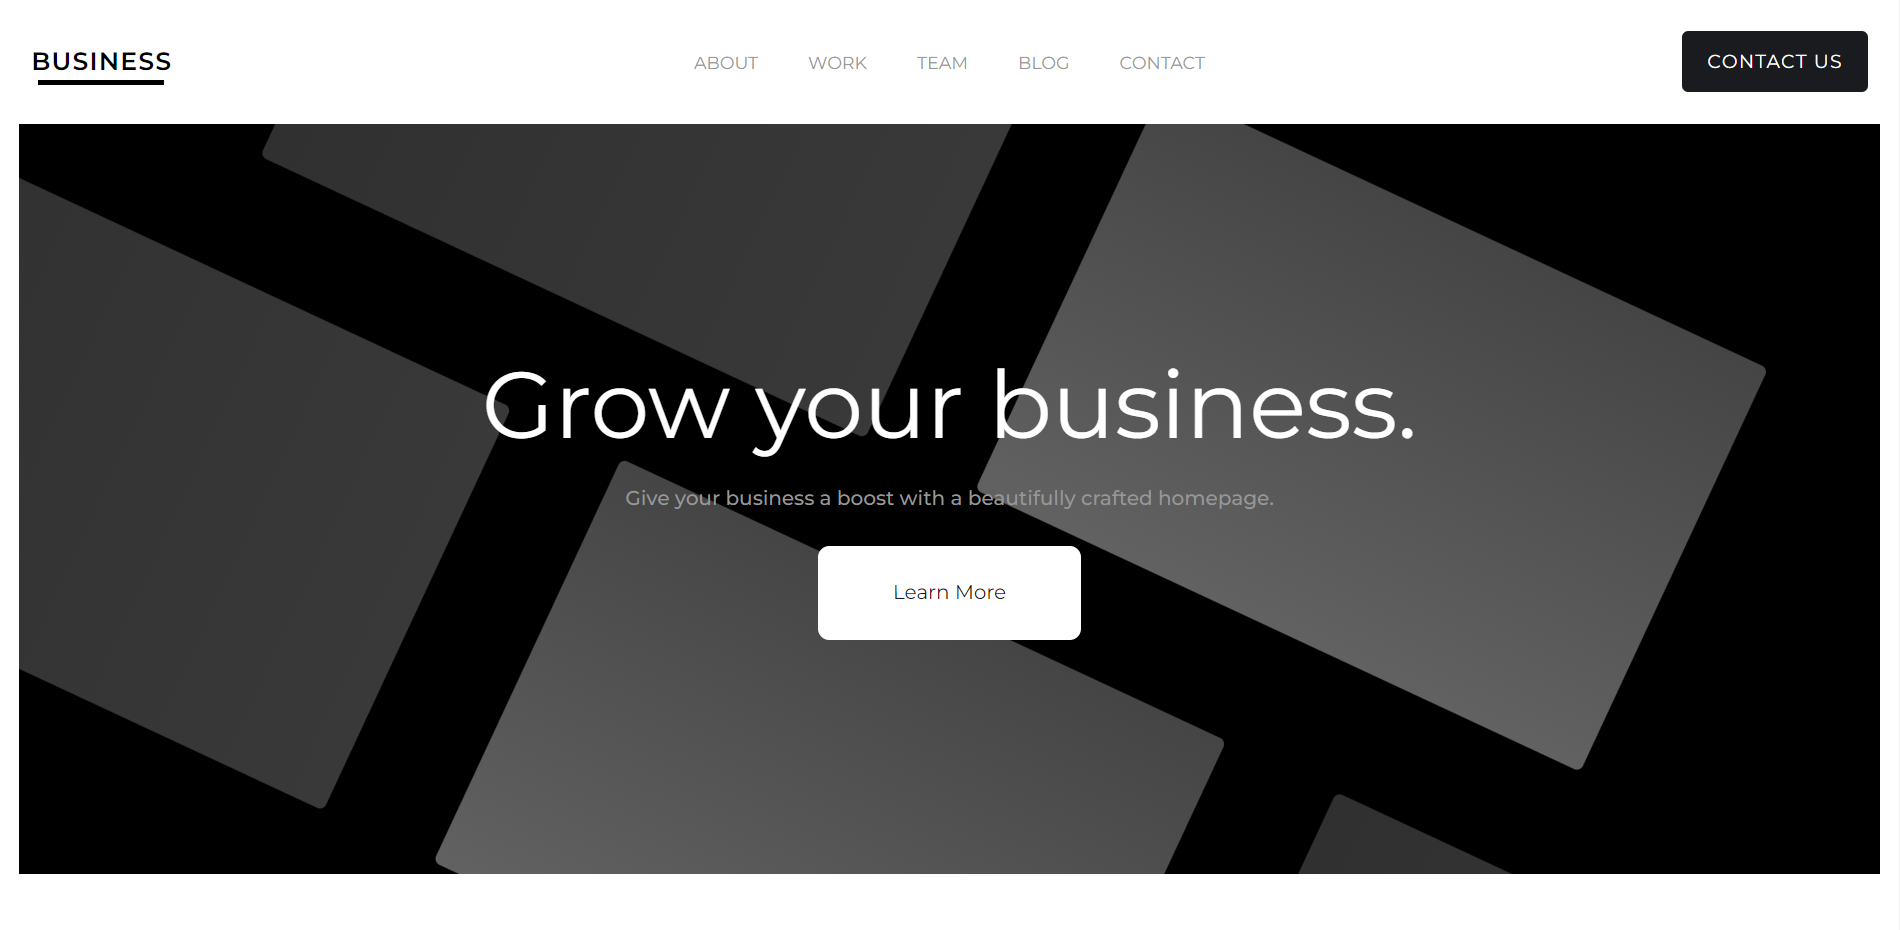 BUSINESS
ABOUT WORK TEAM BLOG CONTACT
CONTACT US
Grow your business.
Give your business a boost with a beautifully crafted homepage.
Learn More